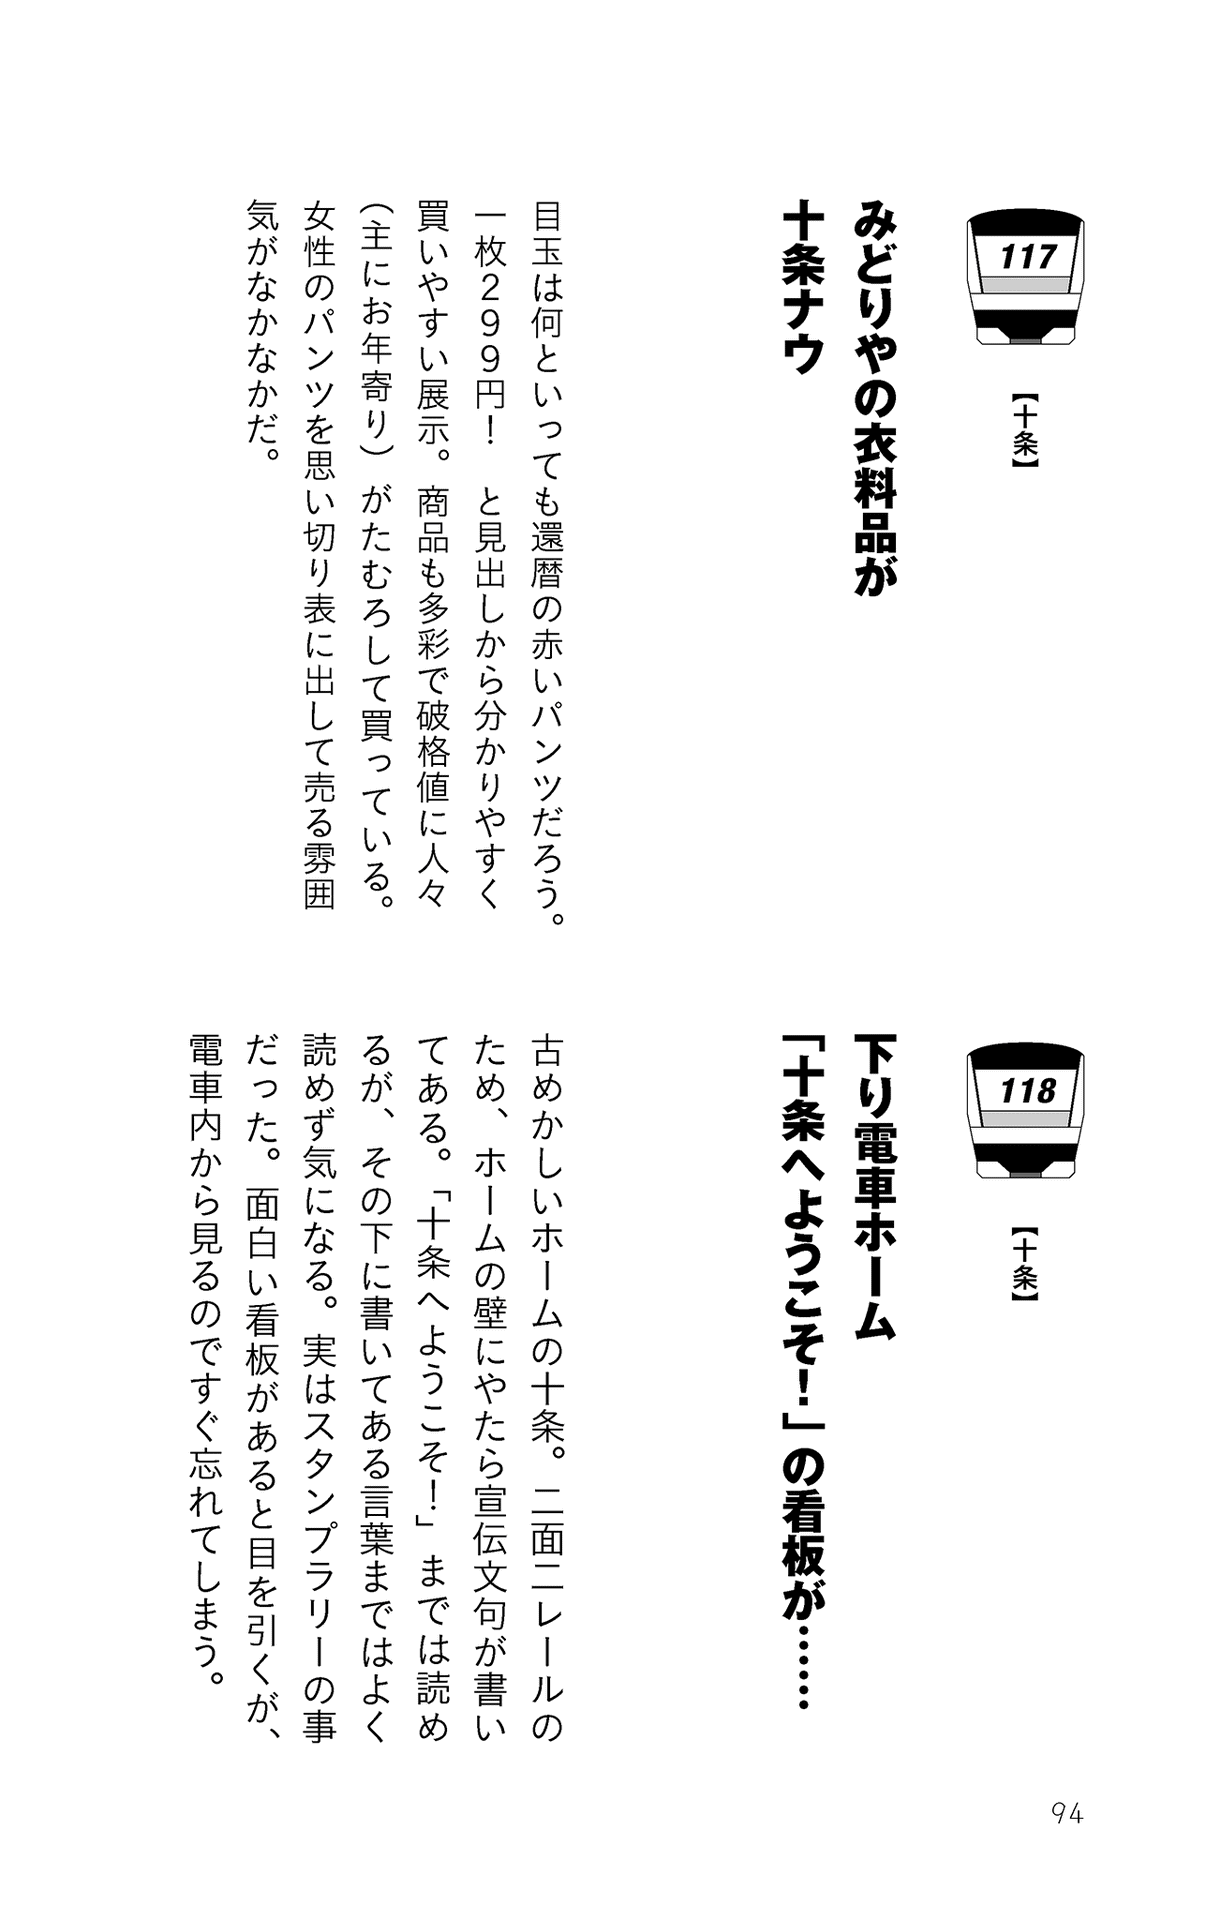 117
【十条】
みどりやの衣料品が
十条ナウ
目玉は何といっても還暦の赤いパンツだろう。
一枚２９９円！　と見出しから分かりやすく
買いやすい展示。商品も多彩で破格値に人々
（主にお年寄り）がたむろして買っている。
女性のパンツを思い切り表に出して売る雰囲
気がなかなかだ。
118
【十条】
下り電車ホーム
「十条へようこそ！」の看板が……
古めかしいホームの十条。二面二レールの
ため、ホームの壁にやたら宣伝文句が書い
てある。「十条へようこそ！」までは読め
るが、その下に書いてある言葉まではよく
読めず気になる。実はスタンプラリーの事
だった。面白い看板があると目を引くが、
電車内から見るのですぐ忘れてしまう。
94